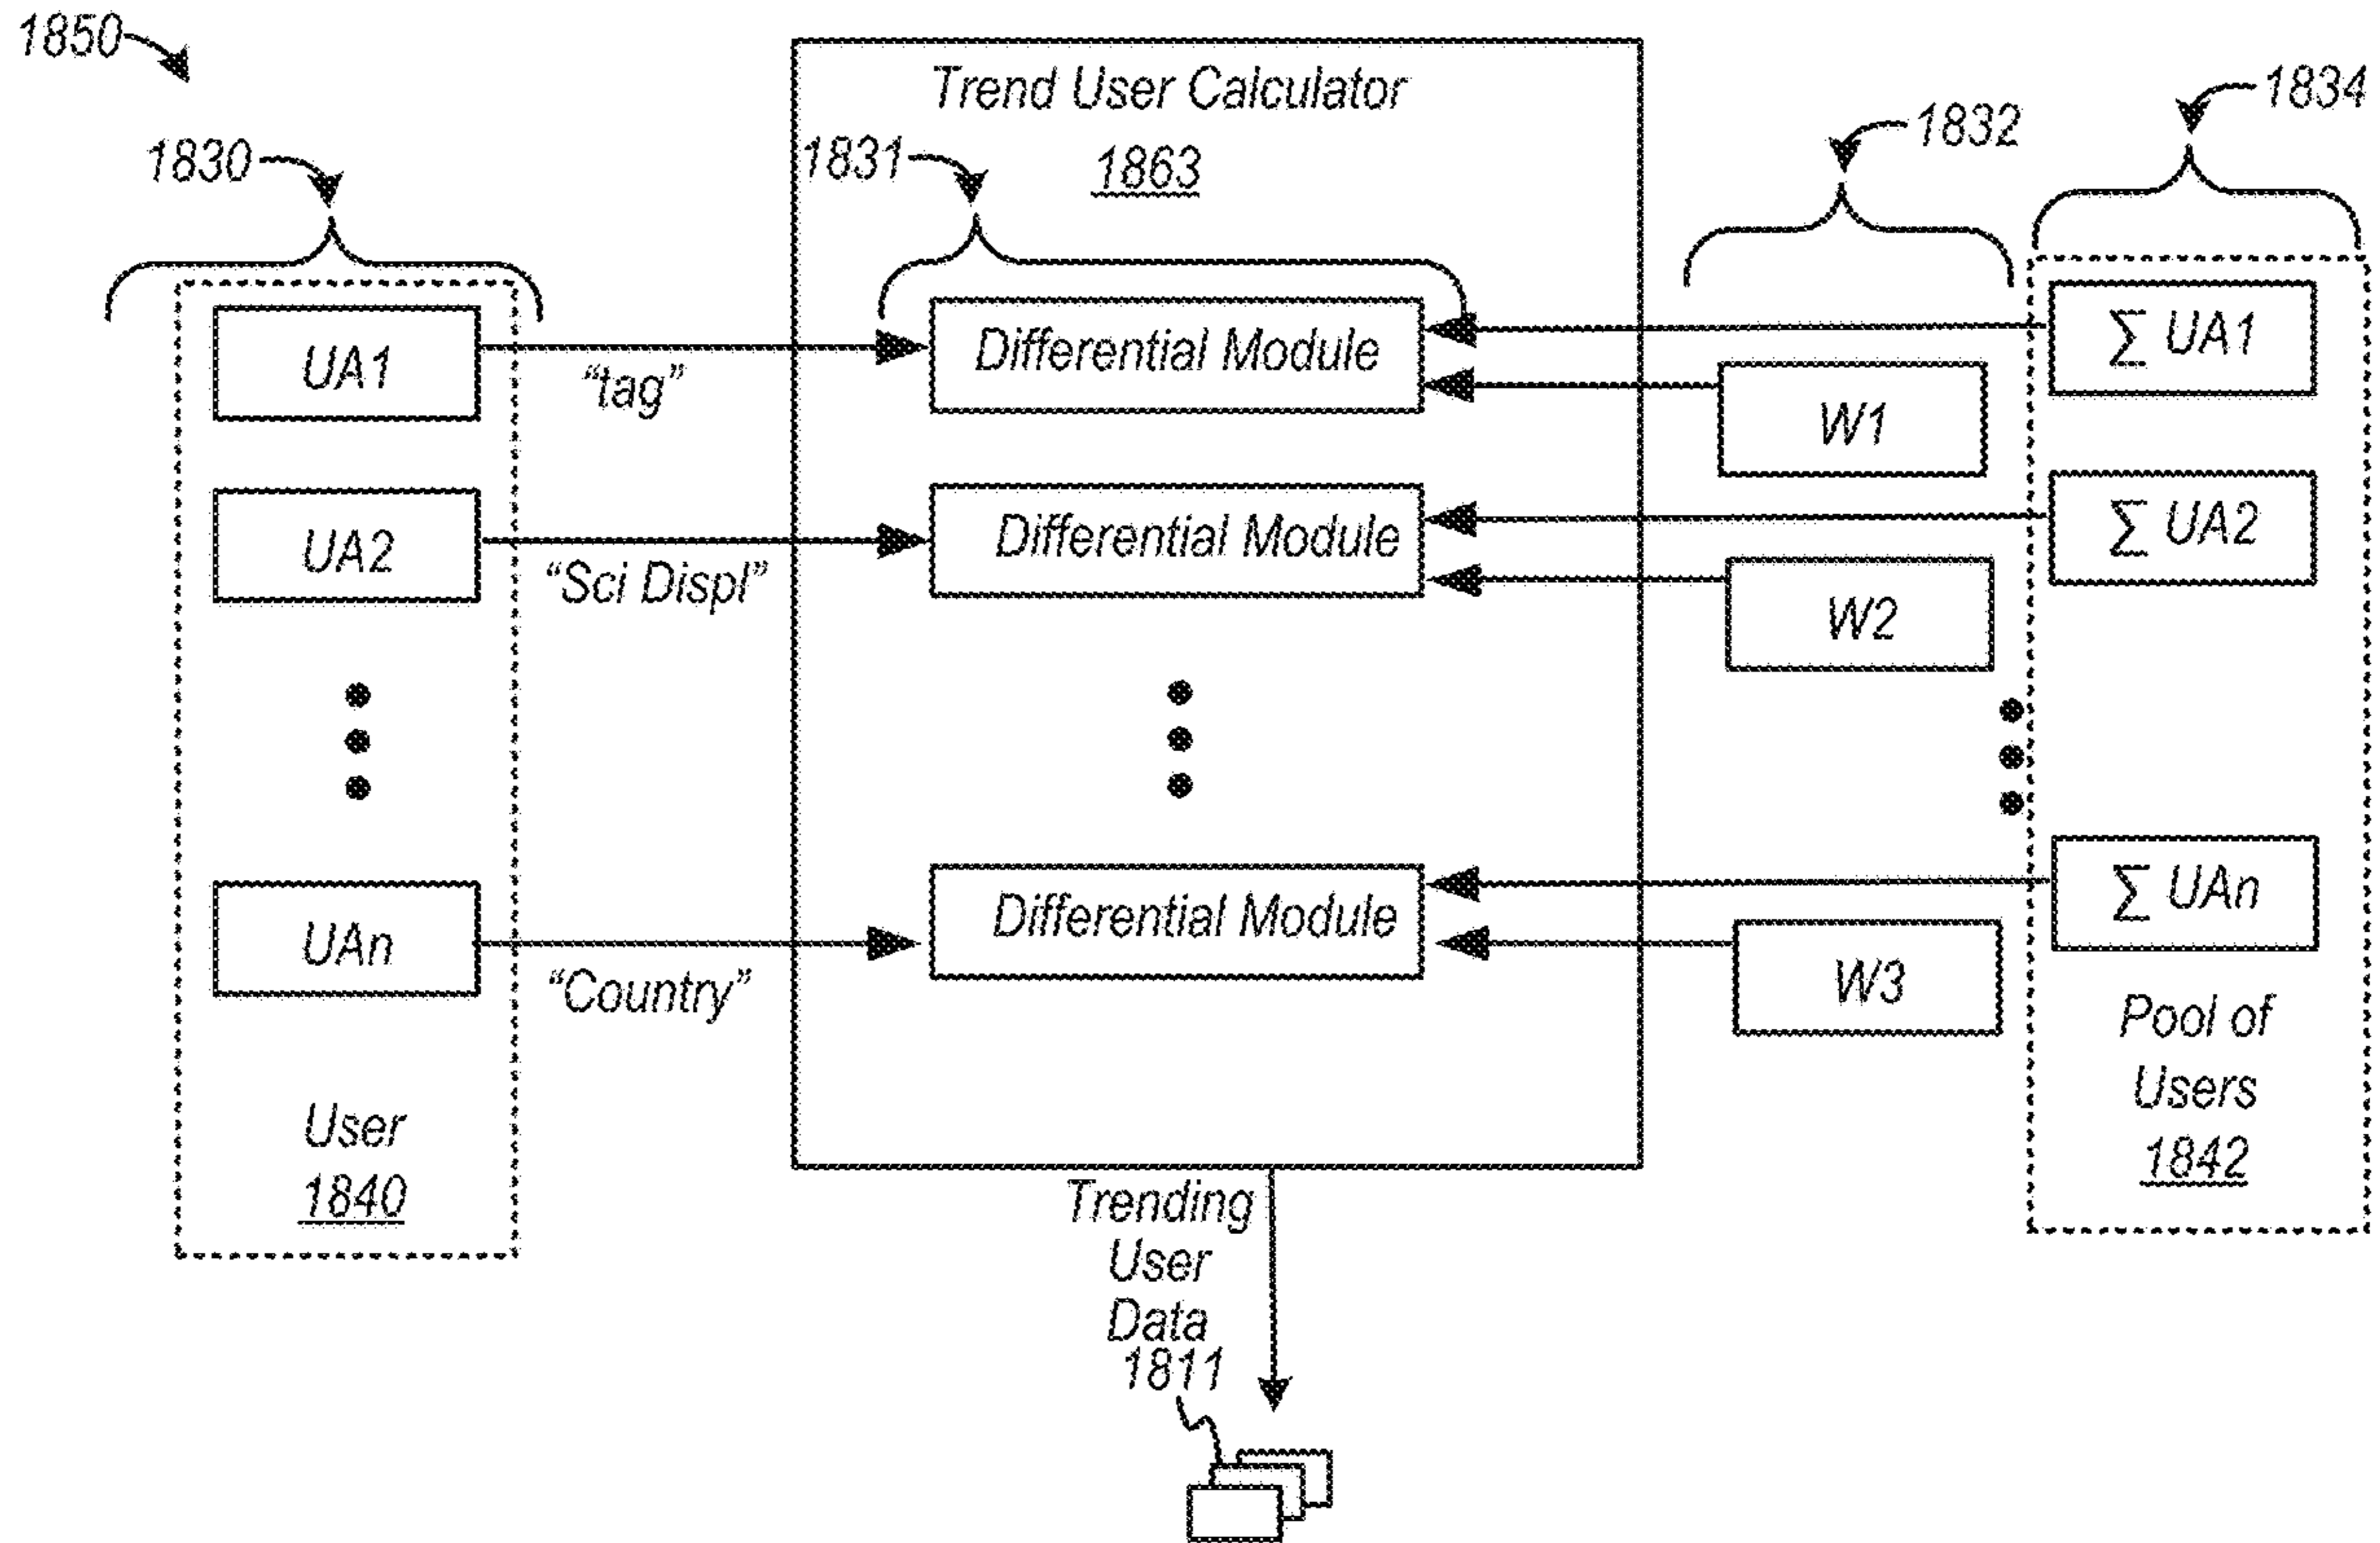 1850
Trend User Calculator
1863
1830
1831
1832
1834
UA1
"tag"
Differential Module
Σ UA1
W1
UA2
"Sci Displ"
Differential Module
Σ UA2
W2
UAn
"Country"
Differential Module
Σ UAn
W3
User
1840
Pool of
Users
1842
Trending
User
Data
1811